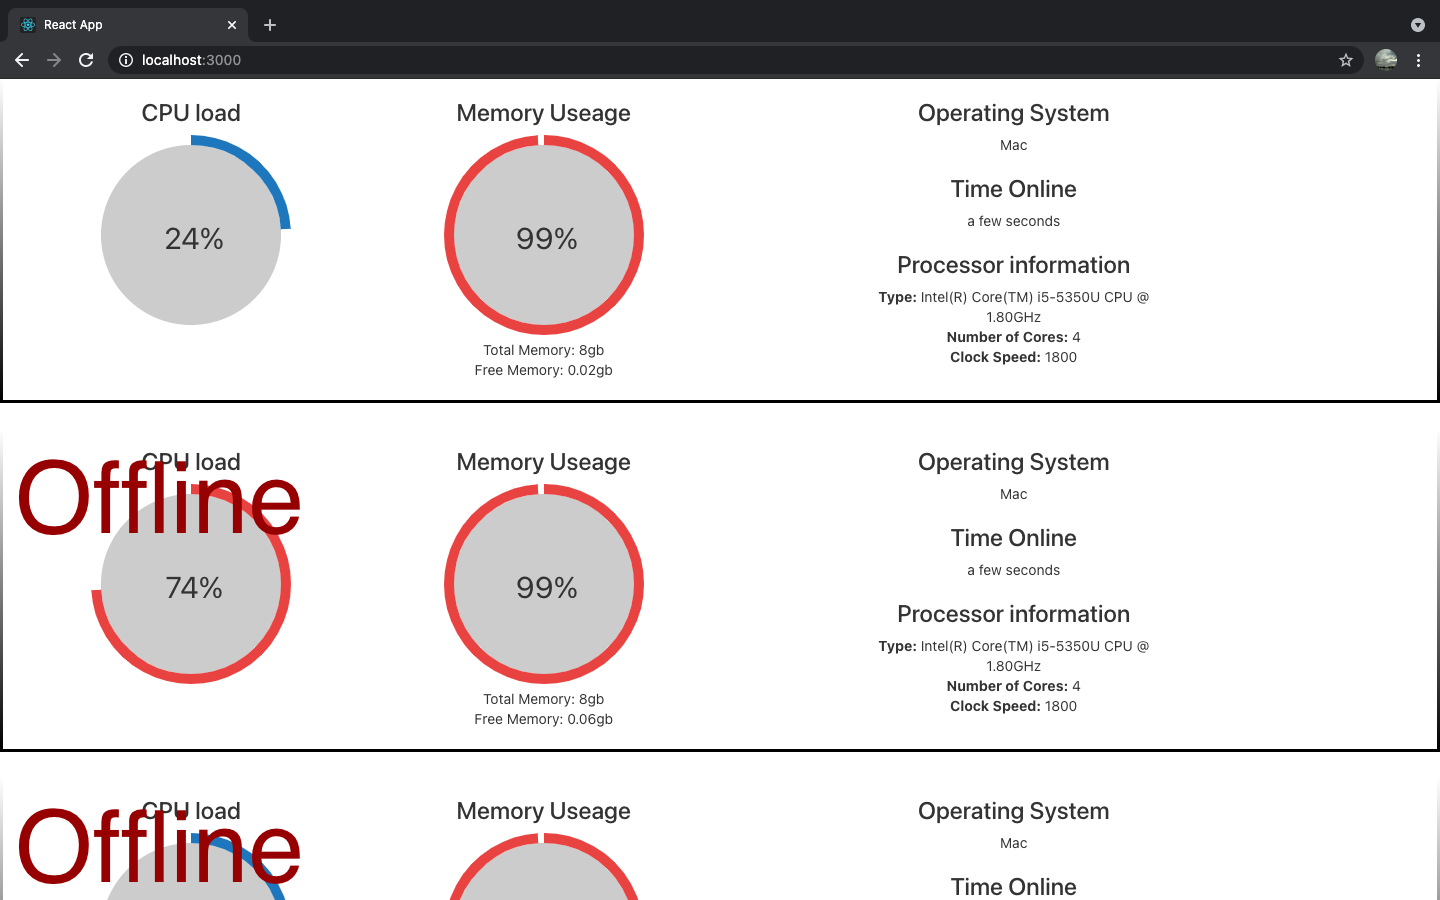 React App
localhost:3000
CPU load
24%
Memory Useage
99%
Total Memory: 8gb
Free Memory: 0.02gb
Operating System
Mac
Time Online
a few seconds
Processor information
Type: Intel(R) Core(TM) i5-5350U CPU @
1.80GHz
Number of Cores: 4
Clock Speed: 1800
Offline
CPU load
74%
Memory Useage
99%
Total Memory: 8gb
Free Memory: 0.06gb
Operating System
Mac
Time Online
a few seconds
Processor information
Type: Intel(R) Core(TM) i5-5350U CPU @
1.80GHz
Number of Cores: 4
Clock Speed: 1800
Offline
CPU load
Memory Useage
Operating System
Mac
Time Online